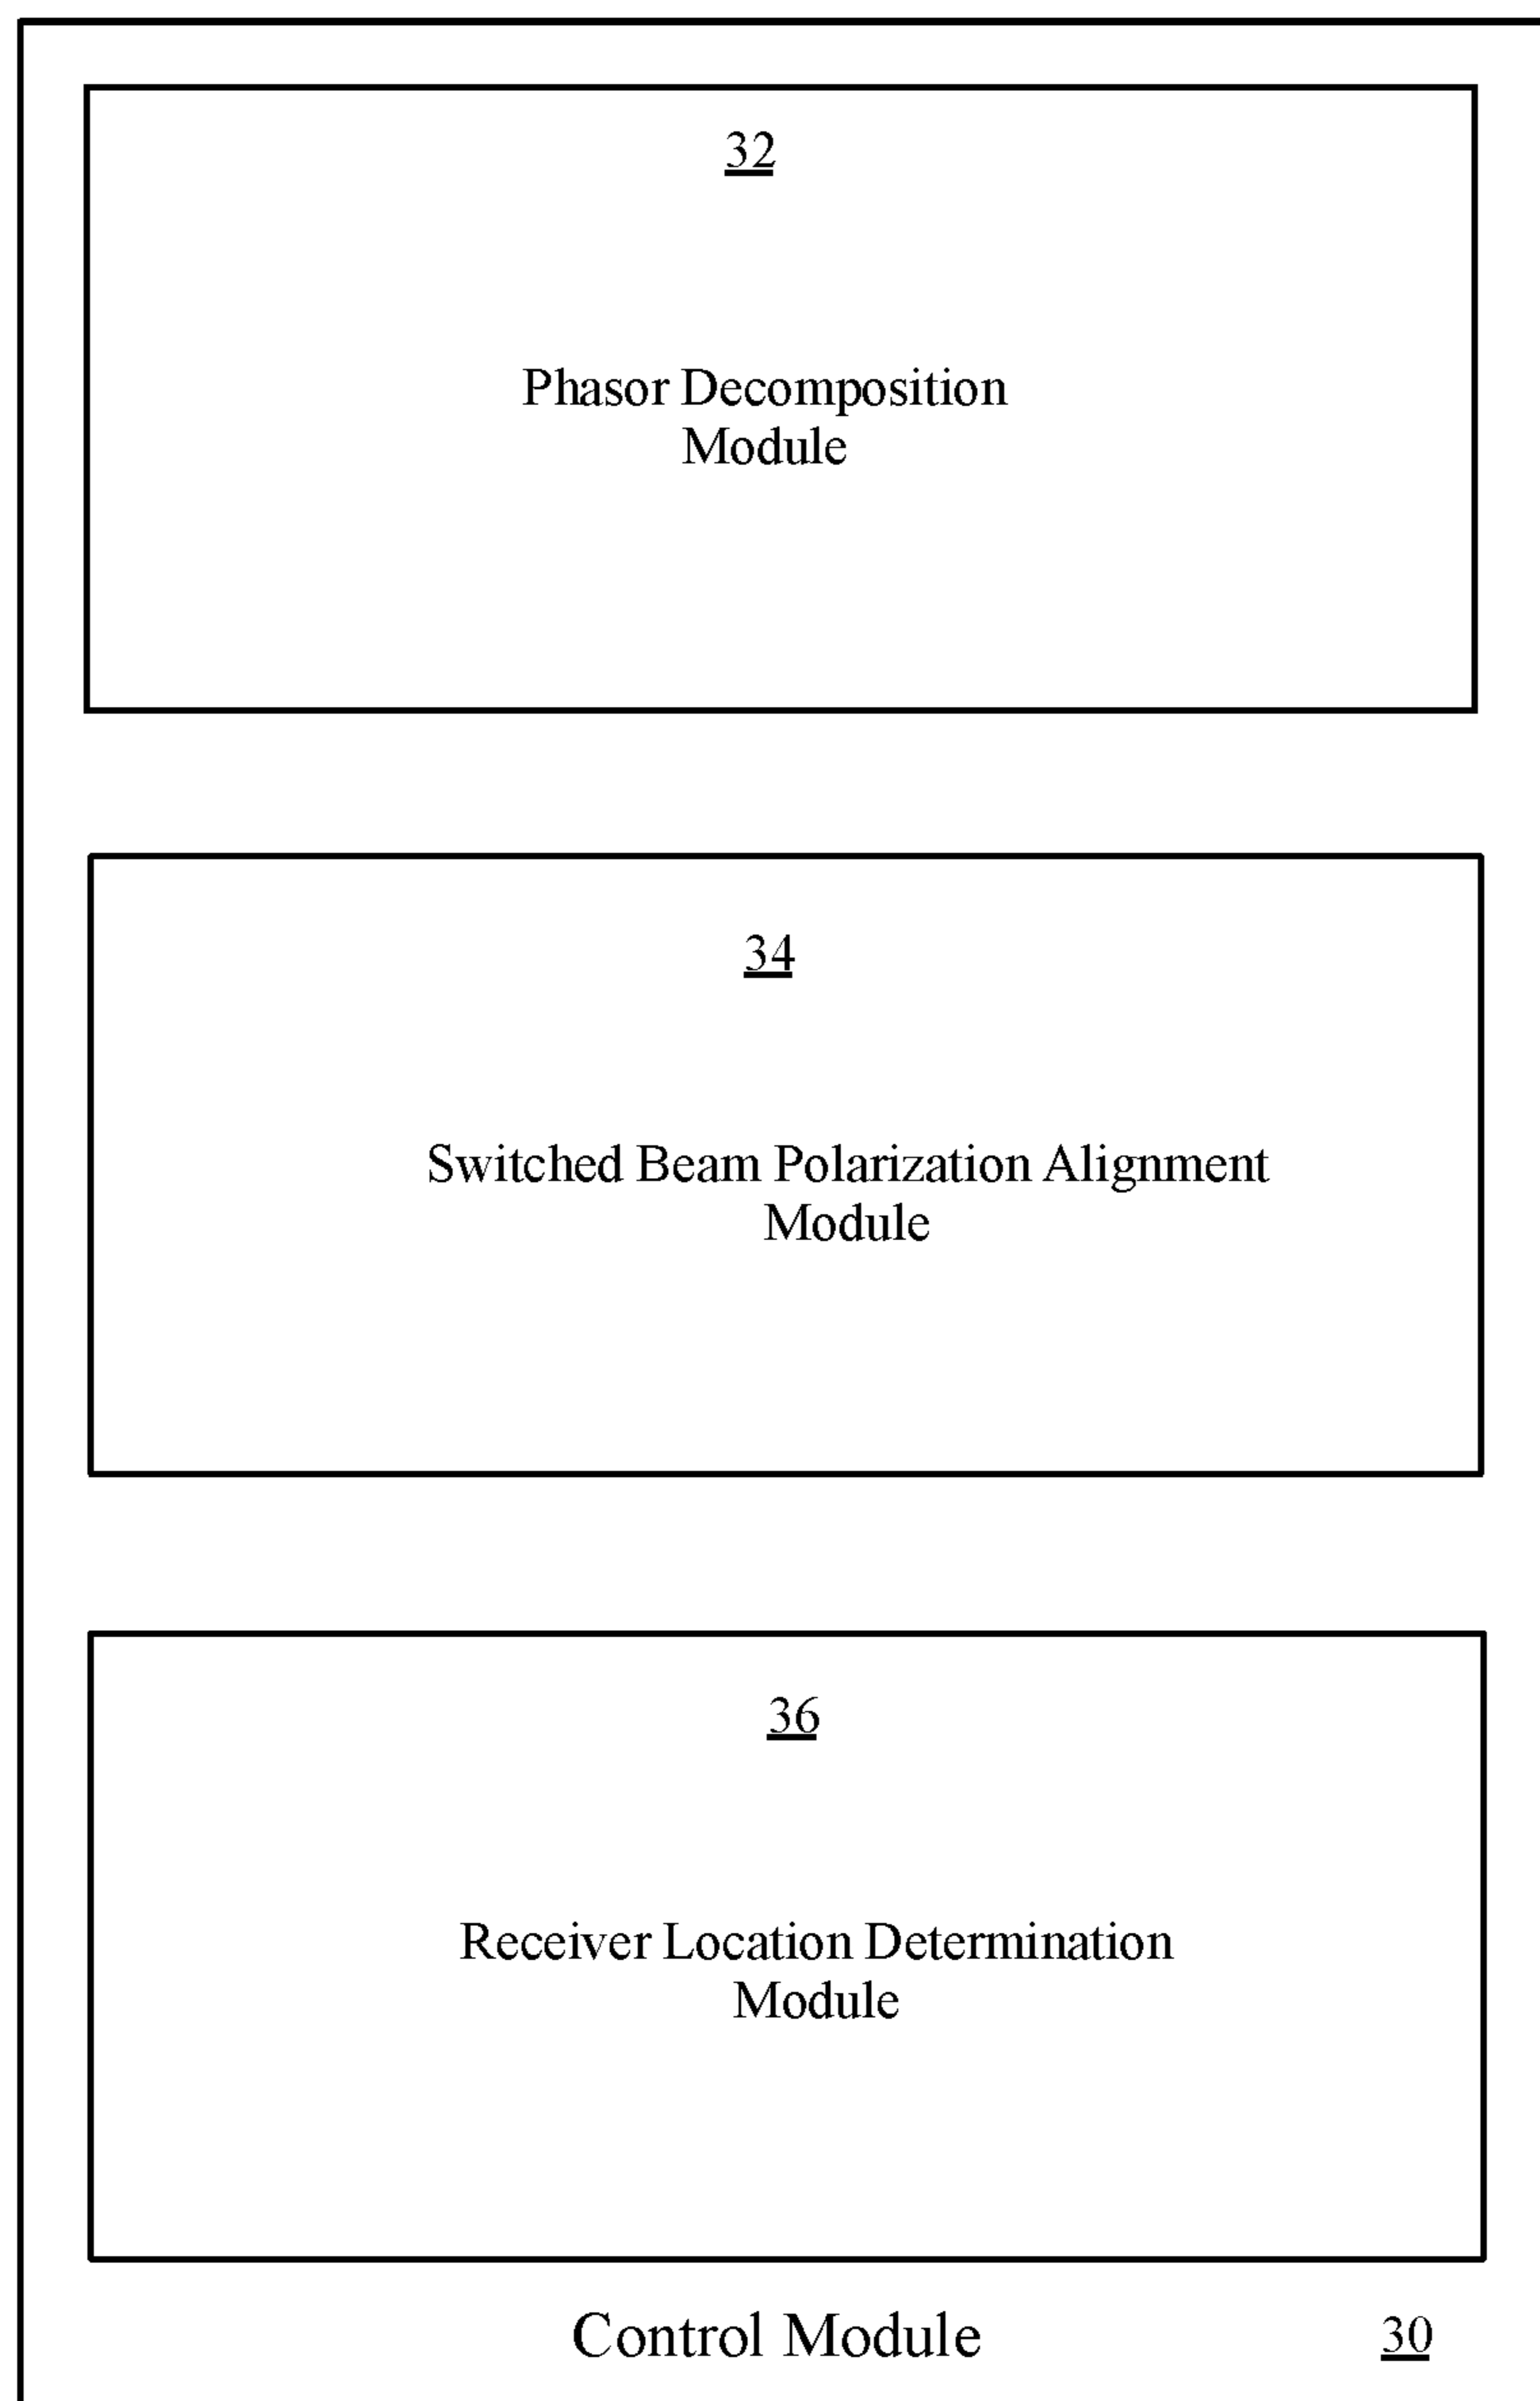 32
Phasor Decomposition
Module
34
Switched Beam Polarization Alignment
Module
36
Receiver Location Determination
Module
Control Module 30